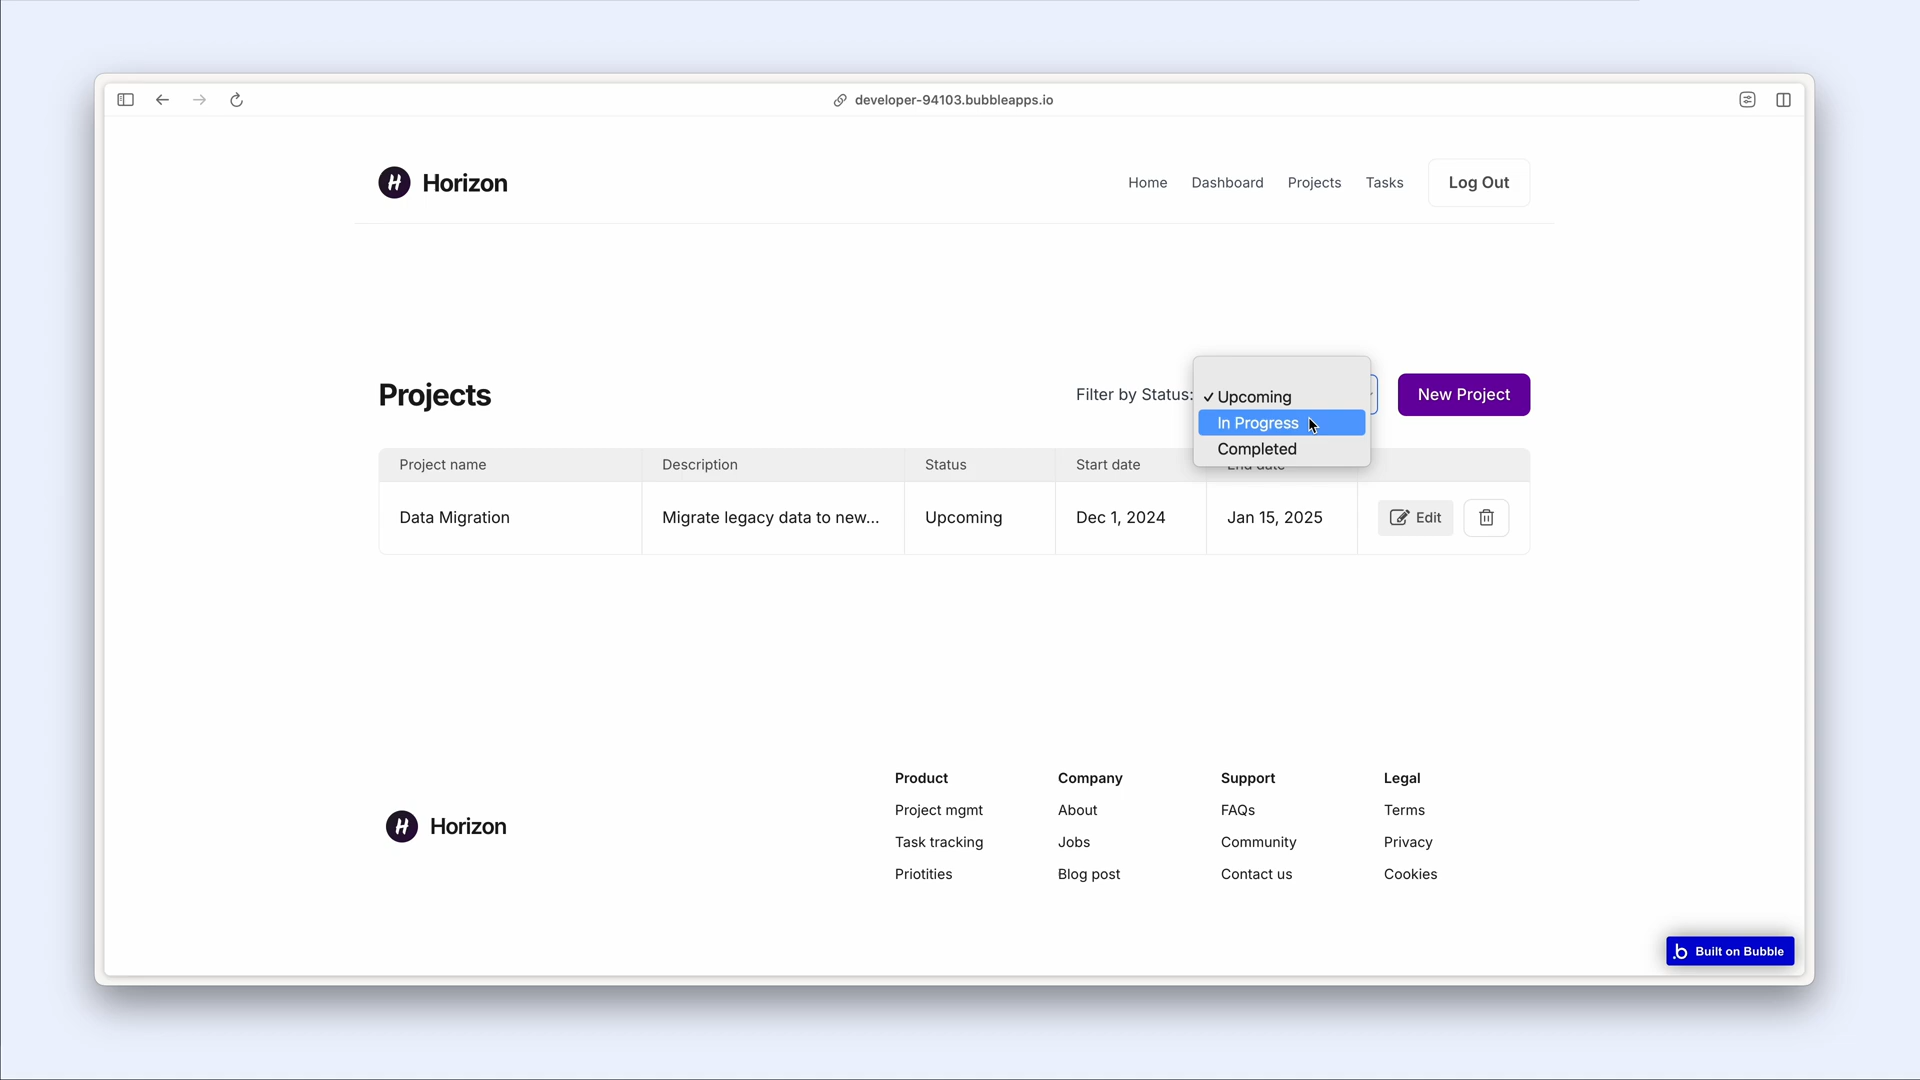 developer-94103.bubbleapps.io
Horizon
Home Dashboard Projects Tasks Log Out
Projects
Filter by Status:
✓ Upcoming
In Progress
Completed
New Project
Project name Description Status Start date End date
Data Migration Migrate legacy data to new... Upcoming Dec 1, 2024 Jan 15, 2025 Edit
Horizon
Product
Project mgmt
Task tracking
Priotities
Company
About
Jobs
Blog post
Support
FAQs
Community
Contact us
Legal
Terms
Privacy
Cookies
Built on Bubble